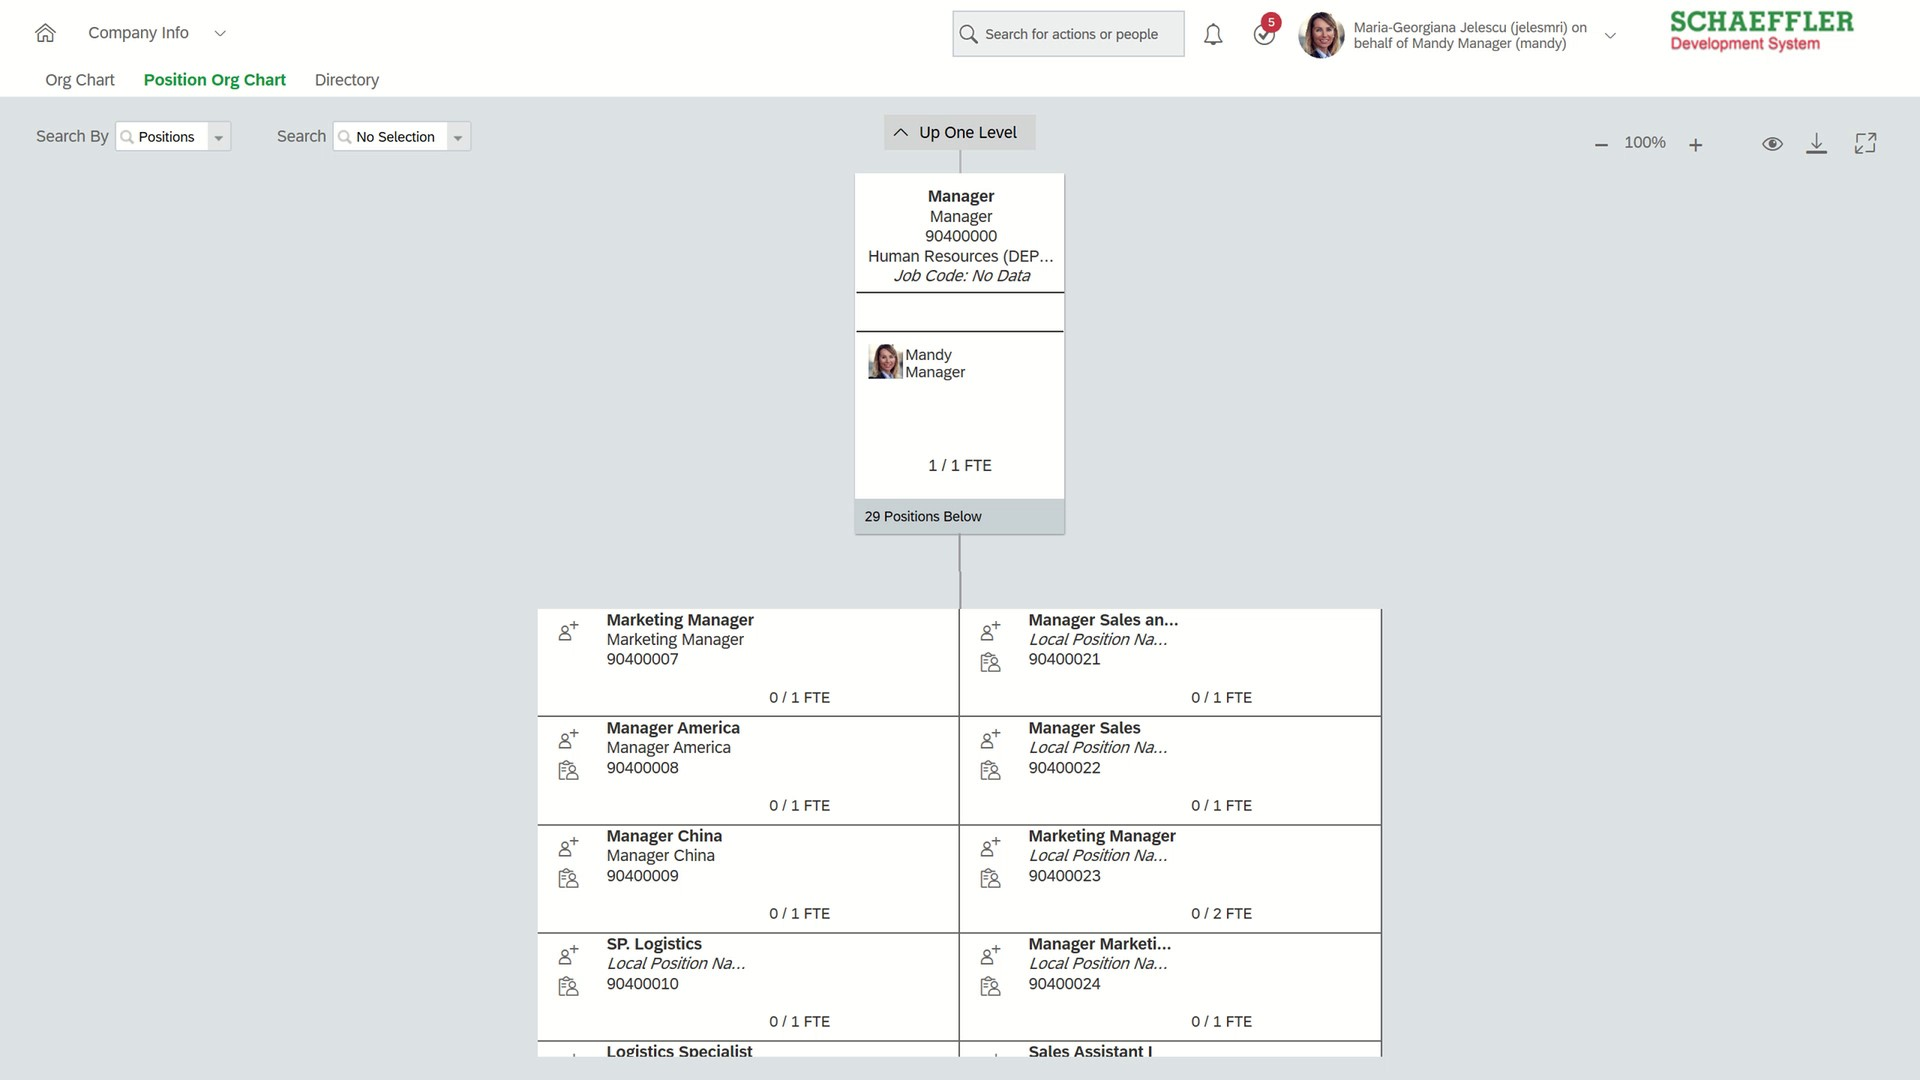 Company Info
Search for actions or people
5
Maria-Georgiana Jelescu (jelesmri) on
behalf of Mandy Manager (mandy)
SCHAEFFLER
Development System
Org Chart
Position Org Chart
Directory
Search By
Positions
Search
No Selection
Up One Level
100%
Manager
Manager
90400000
Human Resources (DEP...
Job Code: No Data
Mandy
Manager
1 / 1 FTE
29 Positions Below
Marketing Manager
Marketing Manager
90400007
0 / 1 FTE
Manager Sales an...
Local Position Na...
90400021
0 / 1 FTE
Manager America
Manager America
90400008
0 / 1 FTE
Manager Sales
Local Position Na...
90400022
0 / 1 FTE
Manager China
Manager China
90400009
0 / 1 FTE
Marketing Manager
Local Position Na...
90400023
0 / 2 FTE
SP. Logistics
Local Position Na...
90400010
0 / 1 FTE
Manager Marketi...
Local Position Na...
90400024
0 / 1 FTE
Logistics Specialist
Sales Assistant I